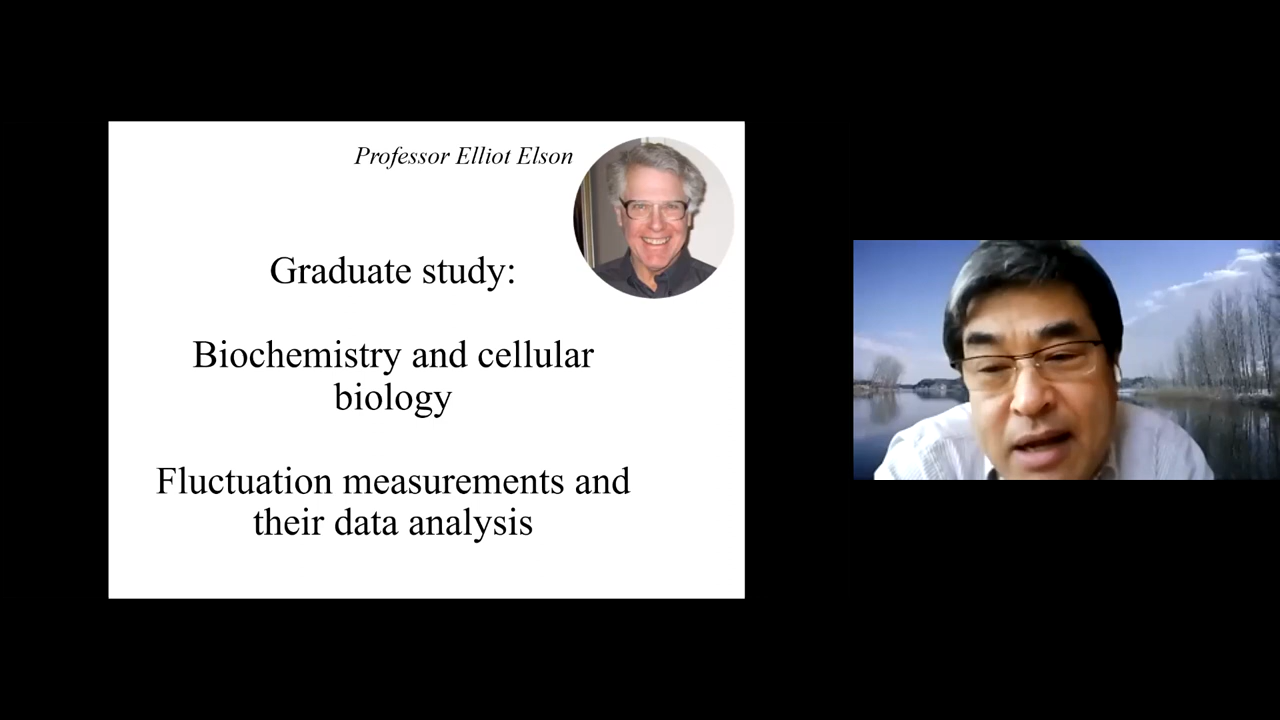 Professor Elliot Elson
Graduate study:
Biochemistry and cellular
biology
Fluctuation measurements and
their data analysis